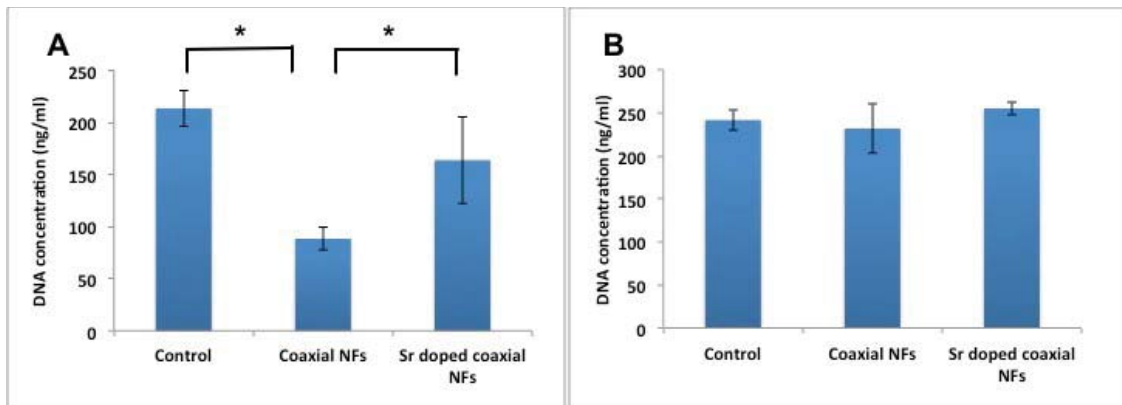 A
*
*
DNA concentration (ng/ml)
250
200
150
100
50
0
Control
Coaxial NFs
Sr doped coaxial
NFs
B
DNA concentration (ng/ml)
300
250
200
150
100
50
0
Control
Coaxial NFs
Sr doped coaxial
NFs